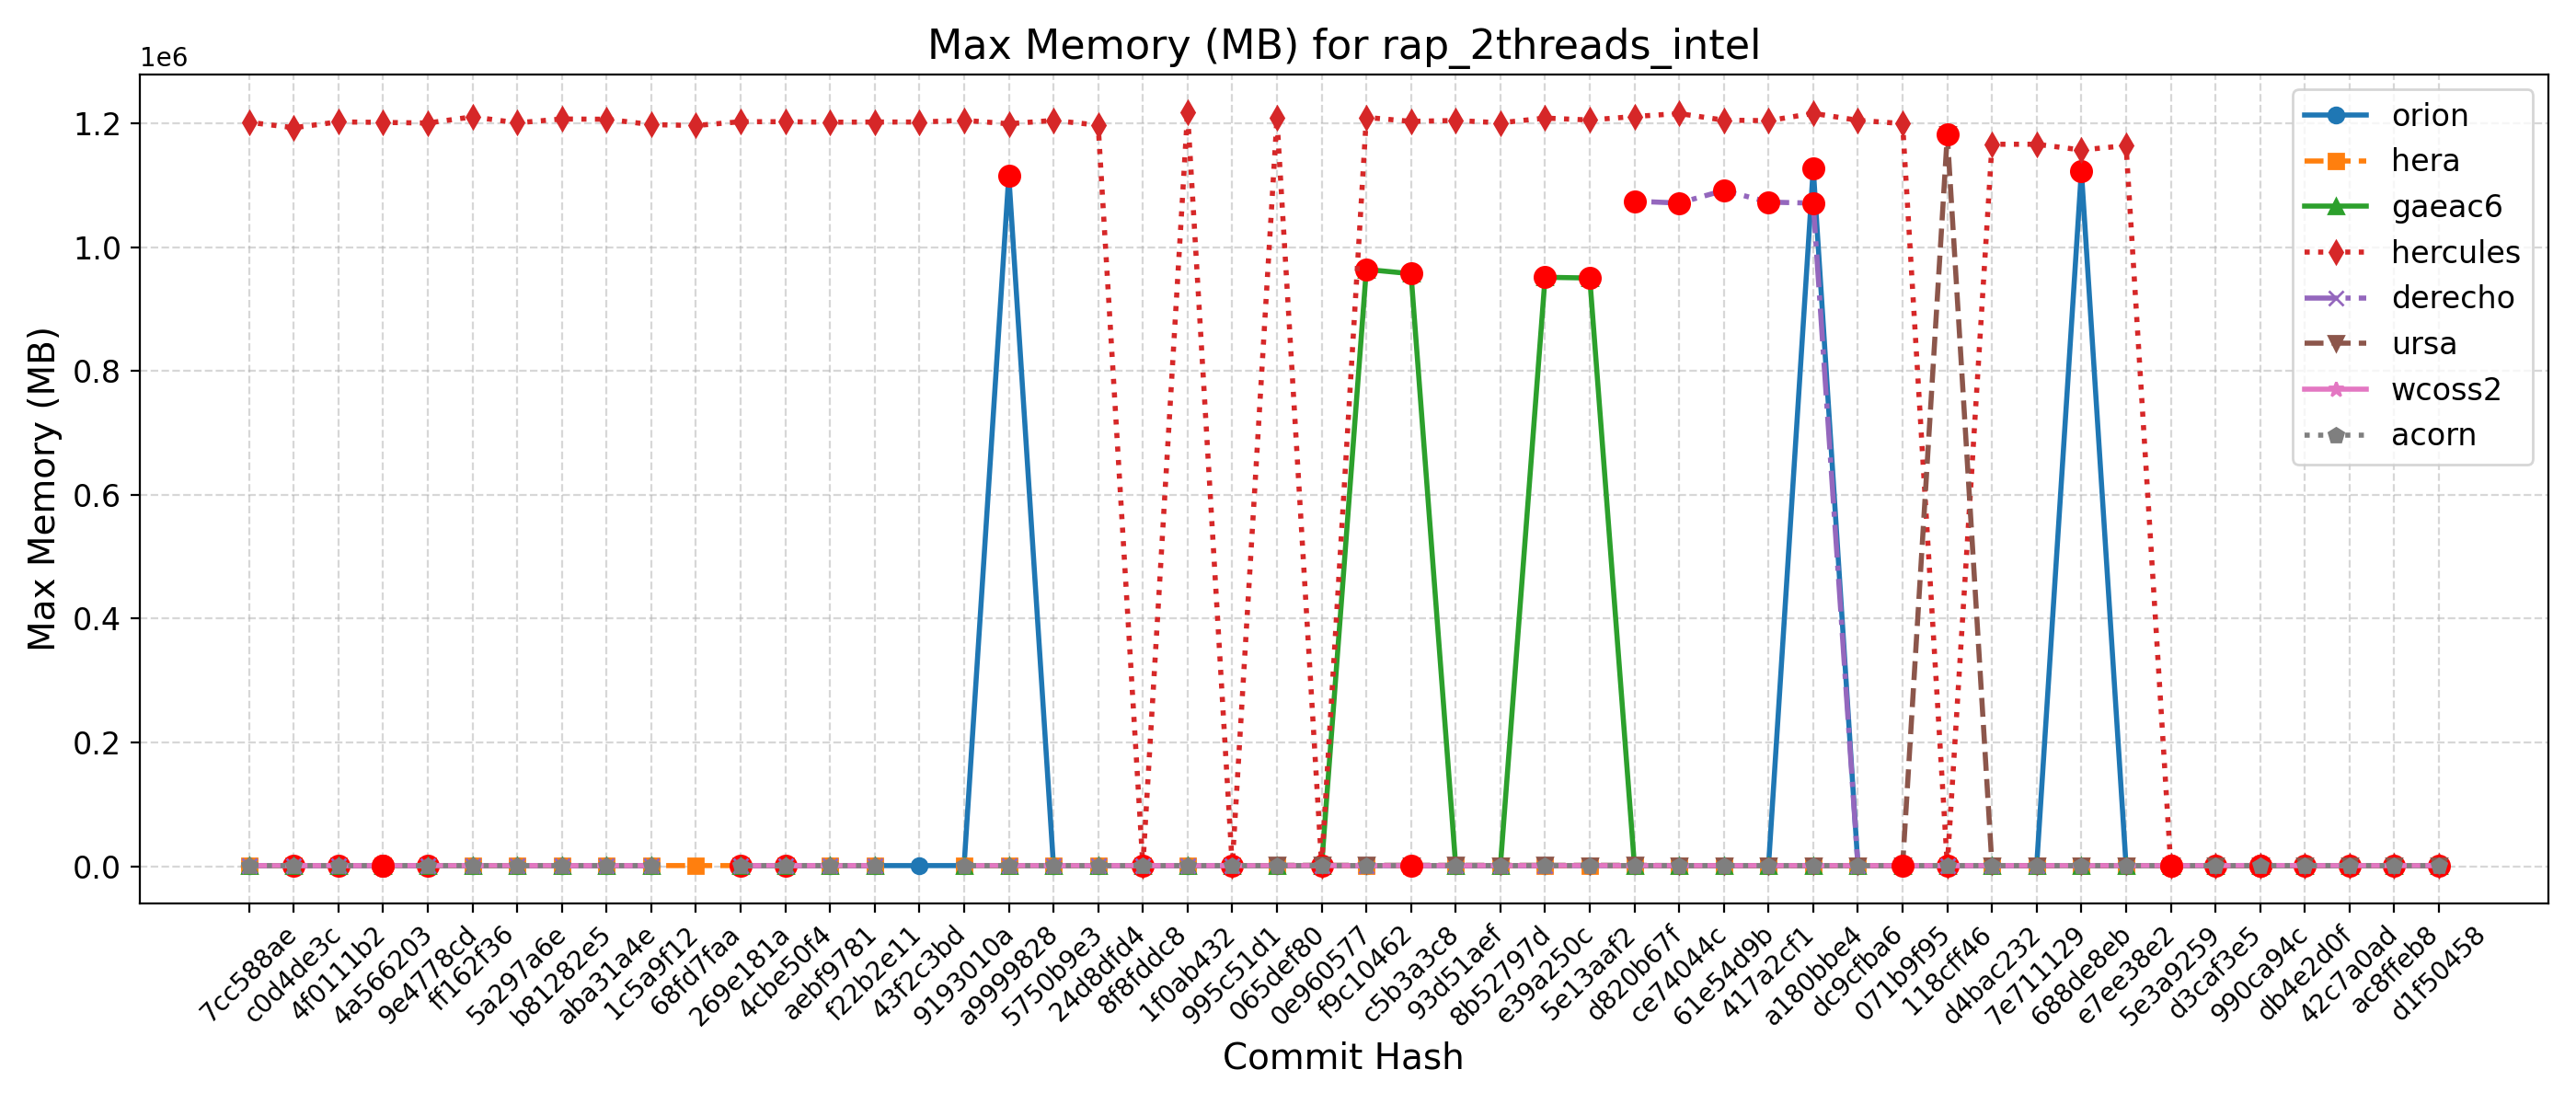 Max Memory (MB) for rap_2threads_intel
1e6
1.2
1.0
0.8
0.6
0.4
0.2
0.0
Max Memory (MB)
orion
hera
gaeac6
hercules
derecho
ursa
wcoss2
acorn
7cc588ae
c0d4de3c
4f0111b2
4a566203
9e4778cd
ff162f36
5a297a6e
b81282e5
aba31a4e
1c5a9f12
68fd7faa
269e181a
4cbe50f4
aebf9781
f22b2e11
43f2c3bd
9193010a
a9999828
5750b9e3
24d8dfd4
8f8fddc8
1f0ab432
995c51d1
065def80
0e960577
f9c10462
c5b3a3c8
93d51aef
8b52797d
e39a250c
5e13aaf2
d820b67f
ce74044c
61e54d9b
417a2cf1
a180bbe4
dc9cfba6
071b9f95
118cff46
d4bac232
7e711129
688de8eb
e7ee38e2
5e3a9259
d3caf3e5
990ca94c
db4e2d0f
42c7a0ad
ac8ffeb8
d1f50458
Commit Hash